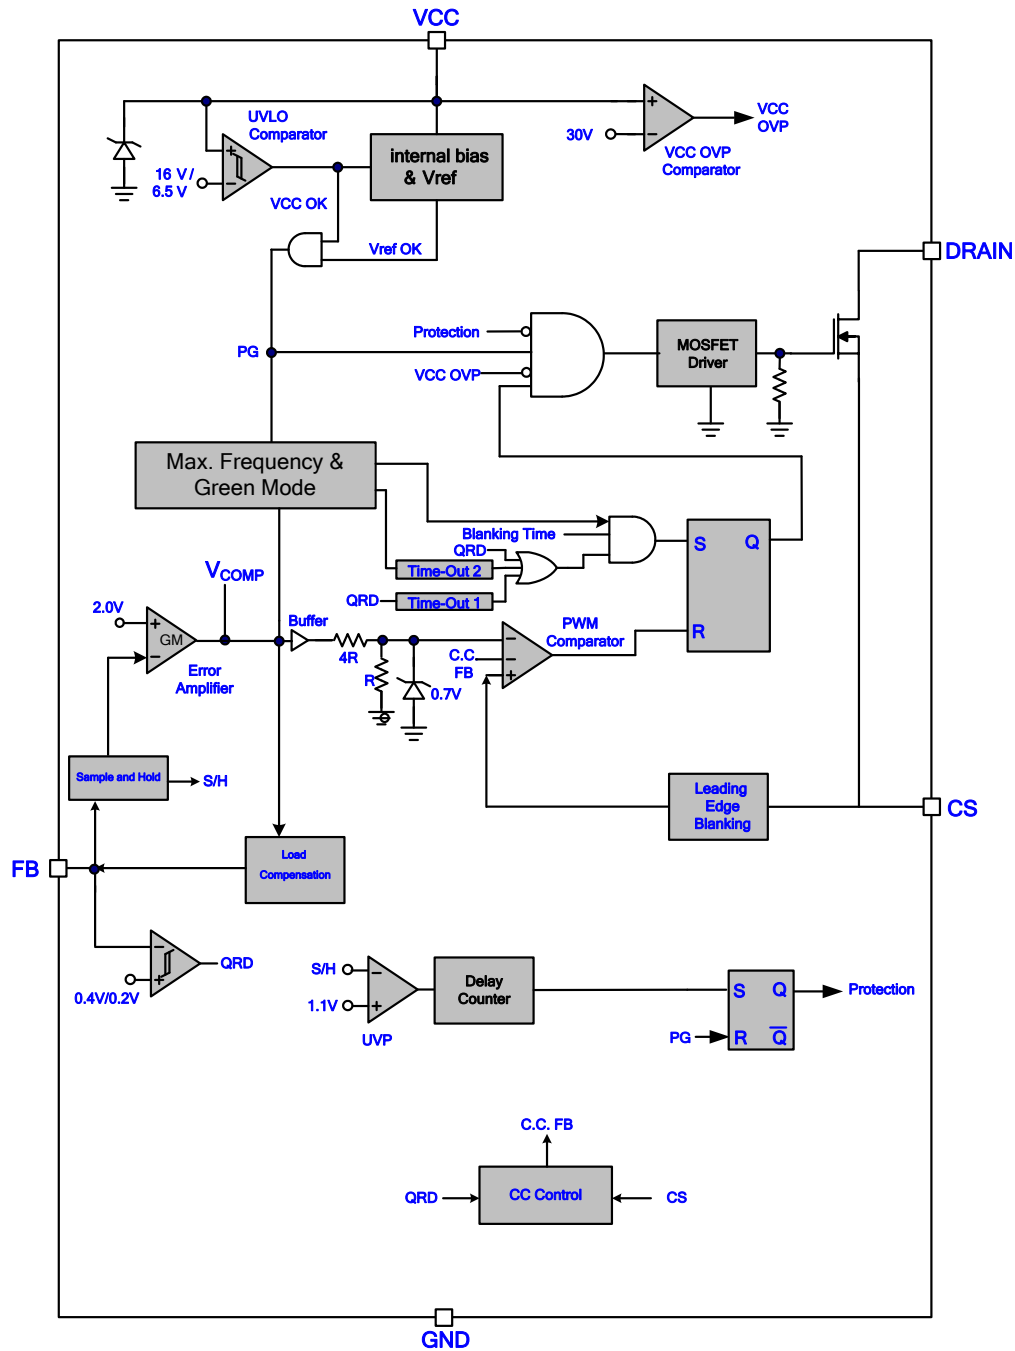 VCC
UVLO
Comparator
VCC
OVP
30V
VCC OVP
Comparator
internal bias
& Vref
16 V /
6.5 V
VCC OK
Vref OK
DRAIN
Protection
PG
VCC OVP
MOSFET
Driver
Max. Frequency &
Green Mode
Blanking Time
QRD
Time-Out 2
QRD
Time-Out 1
S
Q
R
VCOMP
2.0V
GM
Error
Amplifier
Buffer
4R
R
0.7V
C.C.
FB
PWM
Comparator
Sample and Hold
S/H
Leading
Edge
Blanking
CS
FB
Load
Compensation
QRD
0.4V/0.2V
S/H
1.1V
UVP
Delay
Counter
S
Q
PG
R
Q
Protection
C.C. FB
QRD
CC Control
CS
GND